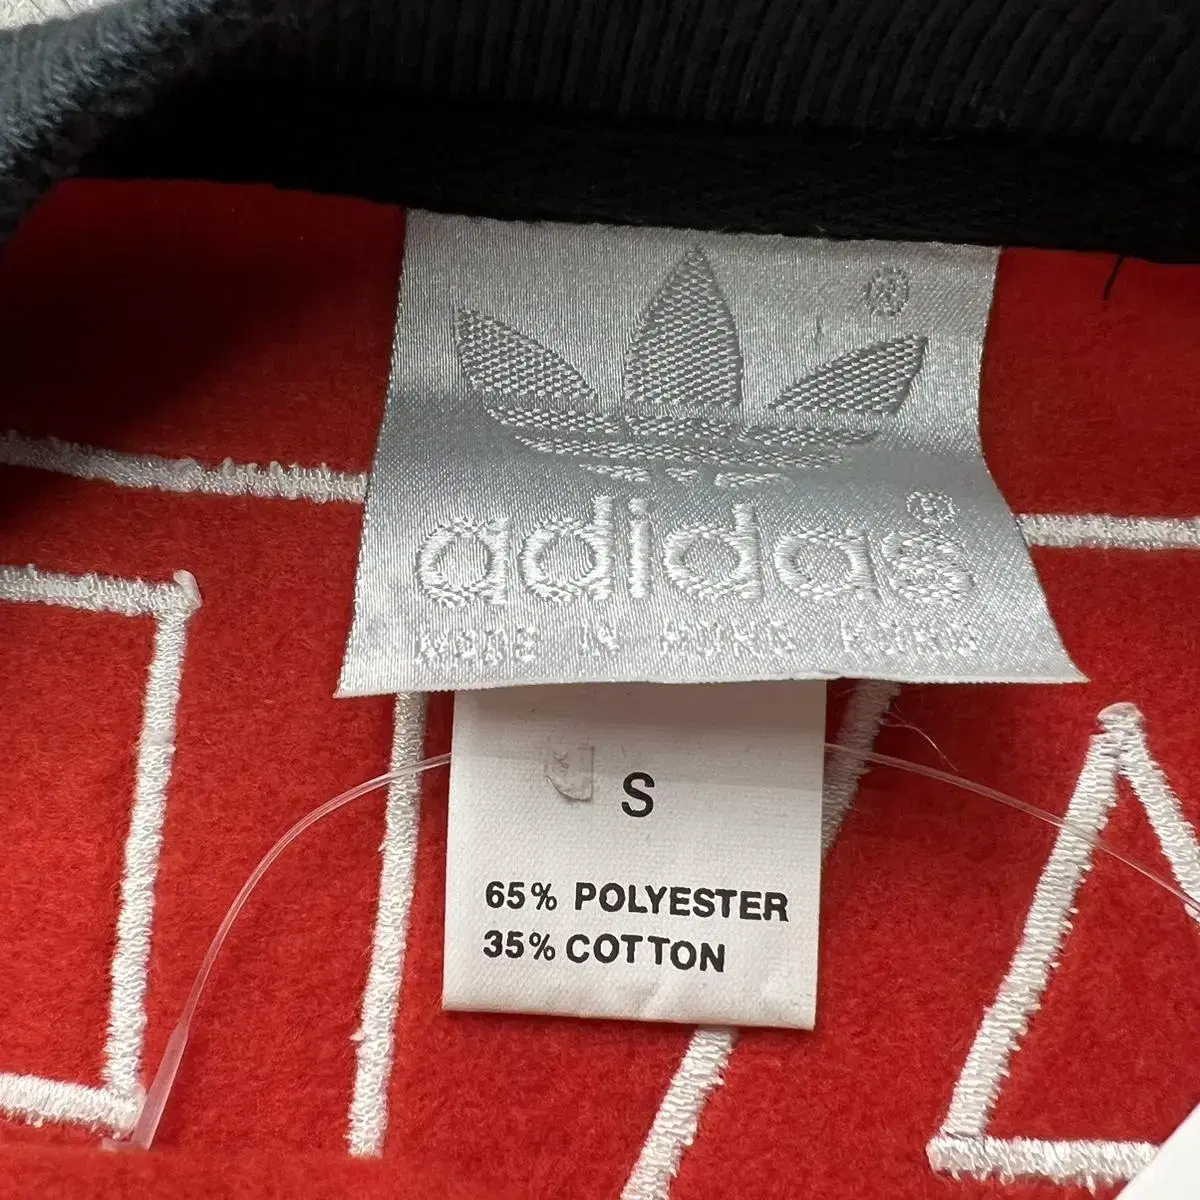 ®
adidas®
MADE IN HONG KONG
S
65% POLYESTER
35% COTTON